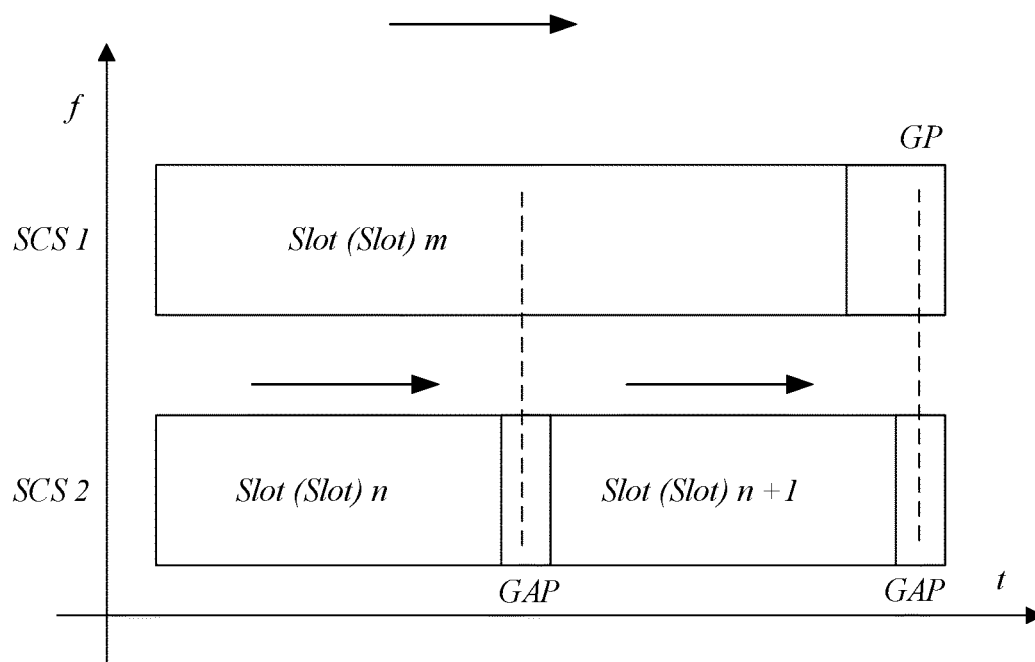 f
GP
SCS 1
Slot (Slot) m
SCS 2
Slot (Slot) n
Slot (Slot) n +1
GAP
GAP
t